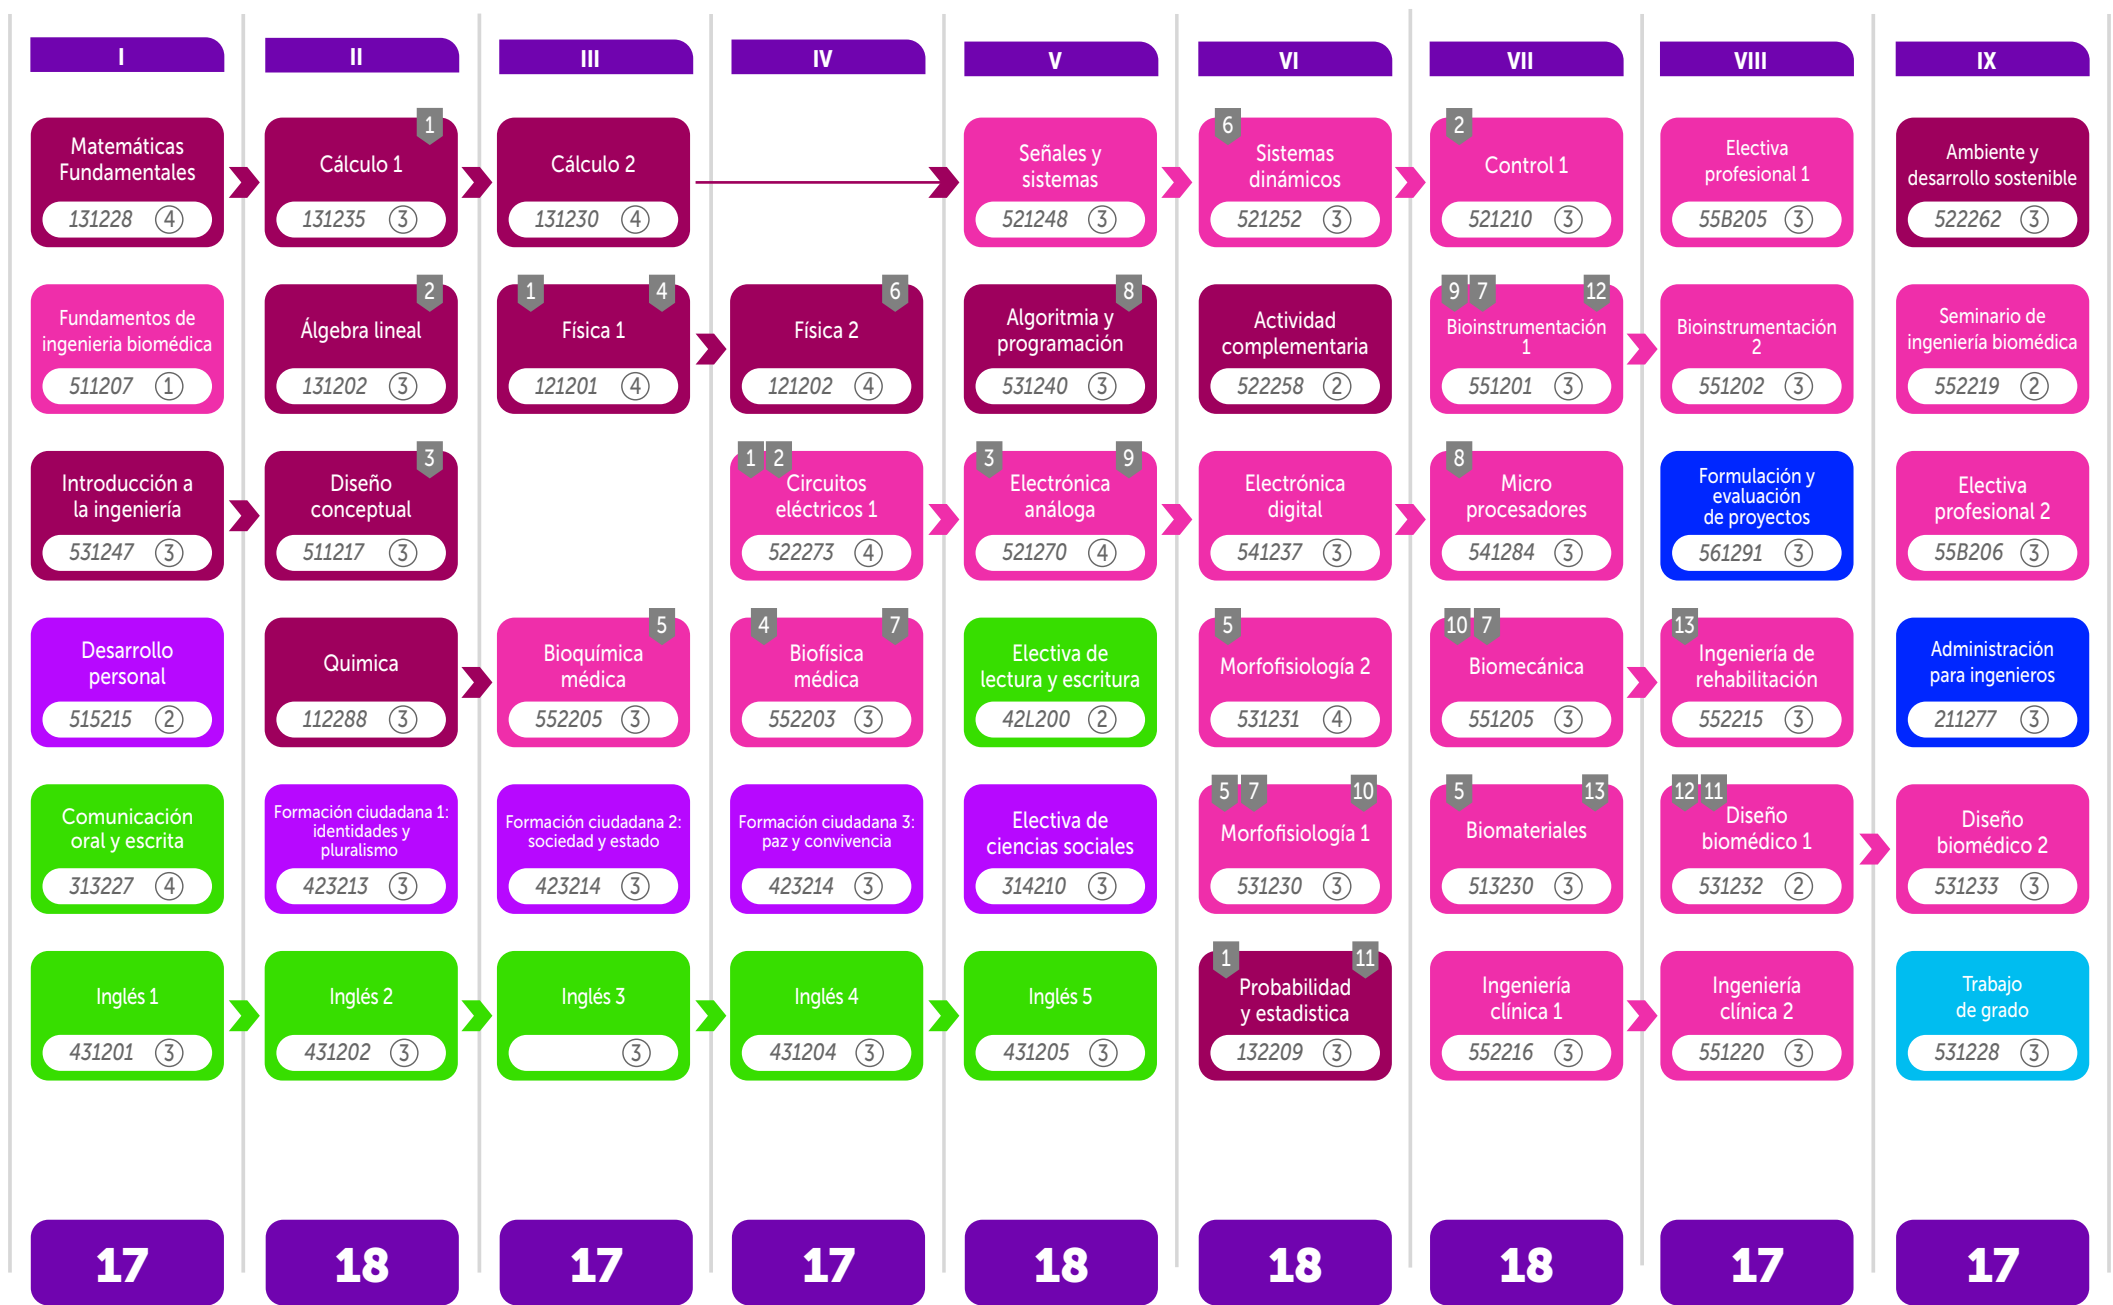 I
II
III
IV
V
VI
VII
VIII
IX
Matemáticas
Fundamentales
131228 4
1
Cálculo 1
131235 3
Cálculo 2
131230 4
Señales y
sistemas
521248 3
6
Sistemas
dinámicos
521252 3
2
Control 1
521210 3
Electiva
profesional 1
55B205 3
Ambiente y
desarrollo sostenible
522262 3
Fundamentos de
ingenieria biomédica
511207 1
2
Álgebra lineal
131202 3
1 4
Física 1
121201 4
6
Física 2
121202 4
8
Algoritmia y
programación
531240 3
Actividad
complementaria
522258 2
9 7 12
Bioinstrumentación
1
551201 3
Bioinstrumentación
2
551202 3
Seminario de
ingeniería biomédica
552219 2
Introducción a
la ingeniería
531247 3
3
Diseño
conceptual
511217 3
1 2
Circuitos
eléctricos 1
522273 4
3 9
Electrónica
análoga
521270 4
Electrónica
digital
541237 3
8
Micro
procesadores
541284 3
Formulación y
evaluación
de proyectos
561291 3
Electiva
profesional 2
55B206 3
Desarrollo
personal
515215 2
Quimica
112288 3
5
Bioquímica
médica
552205 3
4 7
Biofísica
médica
552203 3
Electiva de
lectura y escritura
42L200 2
5
Morfofisiología 2
531231 4
10 7
Biomecánica
551205 3
13
Ingeniería de
rehabilitación
552215 3
Administración
para ingenieros
211277 3
Comunicación
oral y escrita
313227 4
Formación ciudadana 1:
identidades y
pluralismo
423213 3
Formación ciudadana 2:
sociedad y estado
423214 3
Formación ciudadana 3:
paz y convivencia
423214 3
Electiva de
ciencias sociales
314210 3
5 7 10
Morfofisiología 1
531230 3
5 13
Biomateriales
513230 3
12 11
Diseño
biomédico 1
531232 2
Diseño
biomédico 2
531233 3
Inglés 1
431201 3
Inglés 2
431202 3
Inglés 3
3
Inglés 4
431204 3
Inglés 5
431205 3
1 11
Probabilidad
y estadistica
132209 3
Ingeniería
clínica 1
552216 3
Ingeniería
clínica 2
551220 3
Trabajo
de grado
531228 3
17
18
17
17
18
18
18
17
17